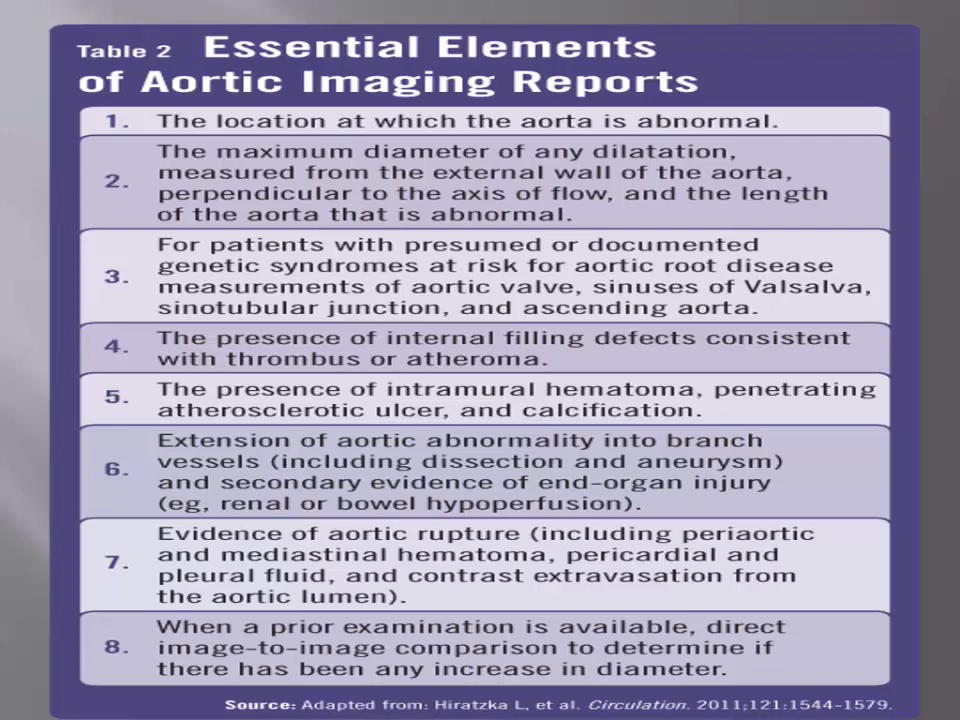 Table 2 Essential Elements
of Aortic Imaging Reports
1. The location at which the aorta is abnormal.
2. The maximum diameter of any dilatation,
measured from the external wall of the aorta,
perpendicular to the axis of flow, and the length
of the aorta that is abnormal.
3. For patients with presumed or documented
genetic syndromes at risk for aortic root disease
measurements of aortic valve, sinuses of Valsalva,
sinotubular junction, and ascending aorta.
4. The presence of internal filling defects consistent
with thrombus or atheroma.
5. The presence of intramural hematoma, penetrating
atherosclerotic ulcer, and calcification.
6. Extension of aortic abnormality into branch
vessels (including dissection and aneurysm)
and secondary evidence of end-organ injury
(eg, renal or bowel hypoperfusion).
7. Evidence of aortic rupture (including periaortic
and mediastinal hematoma, pericardial and
pleural fluid, and contrast extravasation from
the aortic lumen).
8. When a prior examination is available, direct
image-to-image comparison to determine if
there has been any increase in diameter.
Source: Adapted from: Hiratzka L, et al. Circulation. 2011;121:1544-1579.